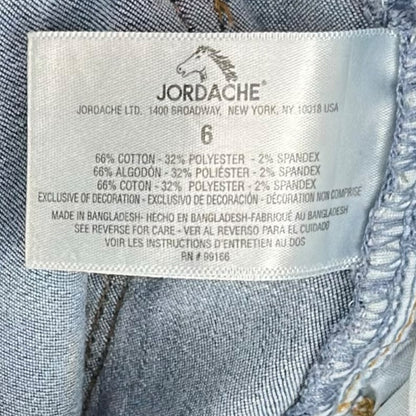 JORDACHE®
JORDACHE LTD. 1400 BROADWAY, NEW YORK, NY. 10018 USA
6
66% COTTON - 32% POLYESTER - 2% SPANDEX
66% ALGODÓN - 32% POLIÉSTER - 2% SPANDEX
66% COTON - 32% POLYESTER - 2% SPANDEX
EXCLUSIVE OF DECORATION - EXCLUSIVO DE DECORACIÓN - DÉCORATION NON COMPRISE
MADE IN BANGLADESH- HECHO EN BANGLADESH-FABRIQUÉ AU BANGLADESH
SEE REVERSE FOR CARE - VER AL REVERSO PARA EL CUIDADO
VOIR LES INSTRUCTIONS D'ENTRETIEN AU DOS
RN # 99166